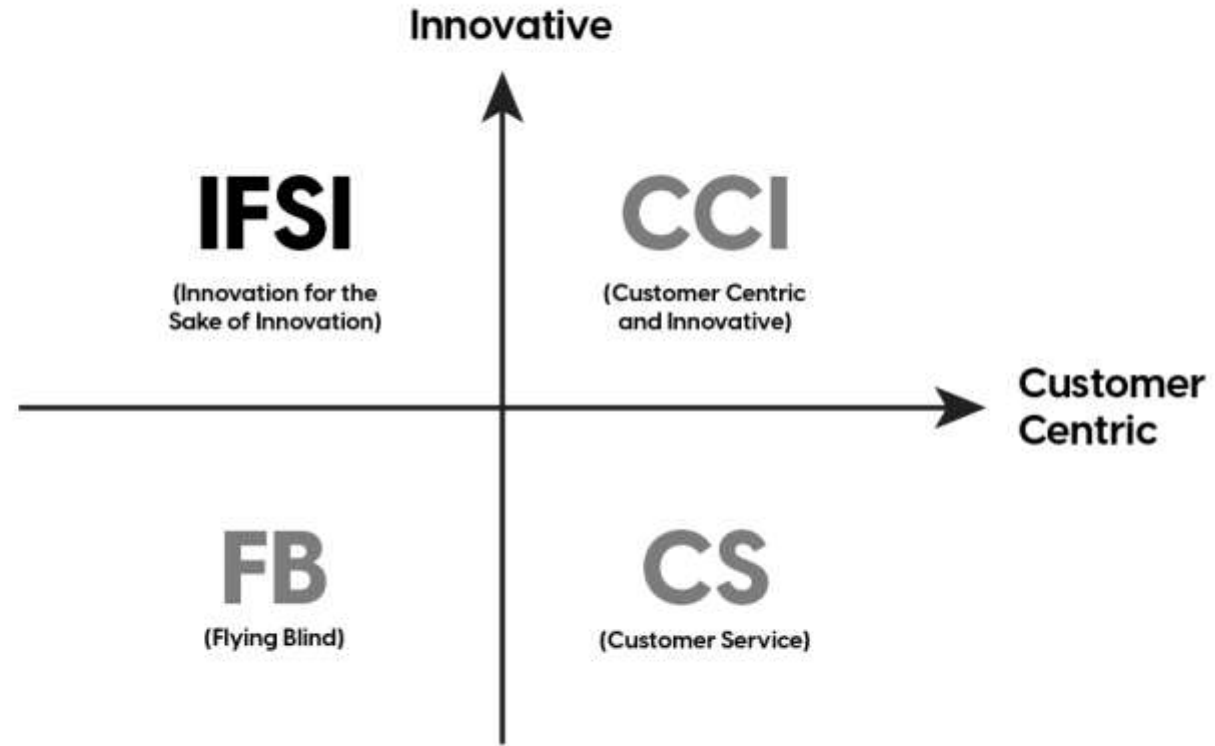 Innovative
IFSI
(Innovation for the
Sake of Innovation)
CCI
(Customer Centric
and Innovative)
Customer
Centric
FB
(Flying Blind)
CS
(Customer Service)